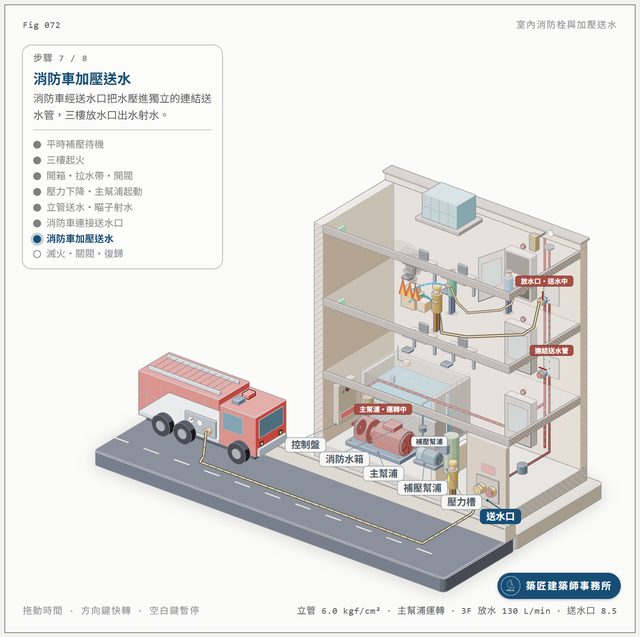 Fig 072
室內消防栓與加壓送水
步驟 7 / 8
消防車加壓送水
消防車經送水口把水壓進獨立的連結送
水管，三樓放水口出水射水。
平時補壓待機
三樓起火
開箱・拉水帶・開閥
壓力下降・主幫浦起動
立管送水・瞄子射水
消防車連接送水口
消防車加壓送水
滅火・關閥・復歸
放水口・送水中
連結送水管
主幫浦・運轉中
補壓幫浦
控制盤
消防水箱
主幫浦
補壓幫浦
壓力槽
送水口
築匠建築師事務所
拖動時間 · 方向鍵快轉 · 空白鍵暫停
立管 6.0 kgf/cm² · 主幫浦運轉 · 3F 放水 130 L/min · 送水口 8.5